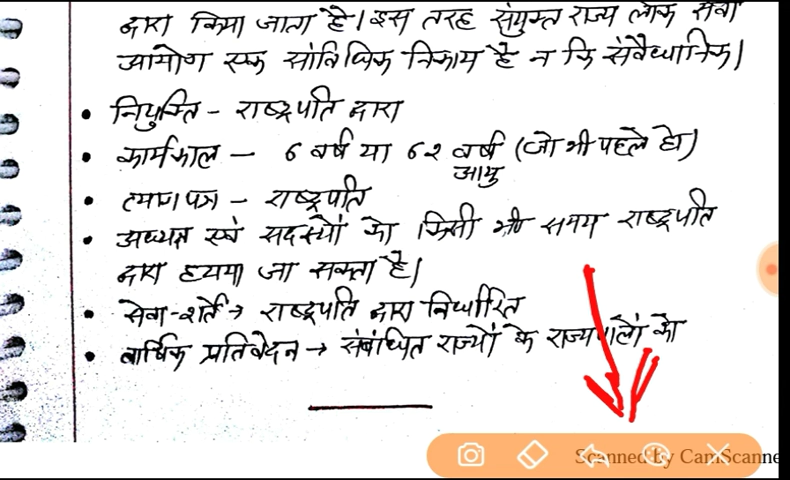 द्वारा किया जाता है। इस तरह संयुक्त राज्य लोक सेवा
आयोग एक सांविधिक निकाय है न कि संवैधानिक।
• नियुक्ति - राष्ट्रपति द्वारा
• कार्यकाल - 6 वर्ष या 62 वर्ष (जो भी पहले हो)
आयु
• त्यागपत्र - राष्ट्रपति
• अध्यक्ष एवं सदस्यों को किसी भी समय राष्ट्रपति
द्वारा हटाया जा सकता है।
• सेवा-शर्तें → राष्ट्रपति द्वारा निर्धारित
• वार्षिक प्रतिवेदन → संबंधित राज्यों के राज्यपालों को
Scanned by CamScanne